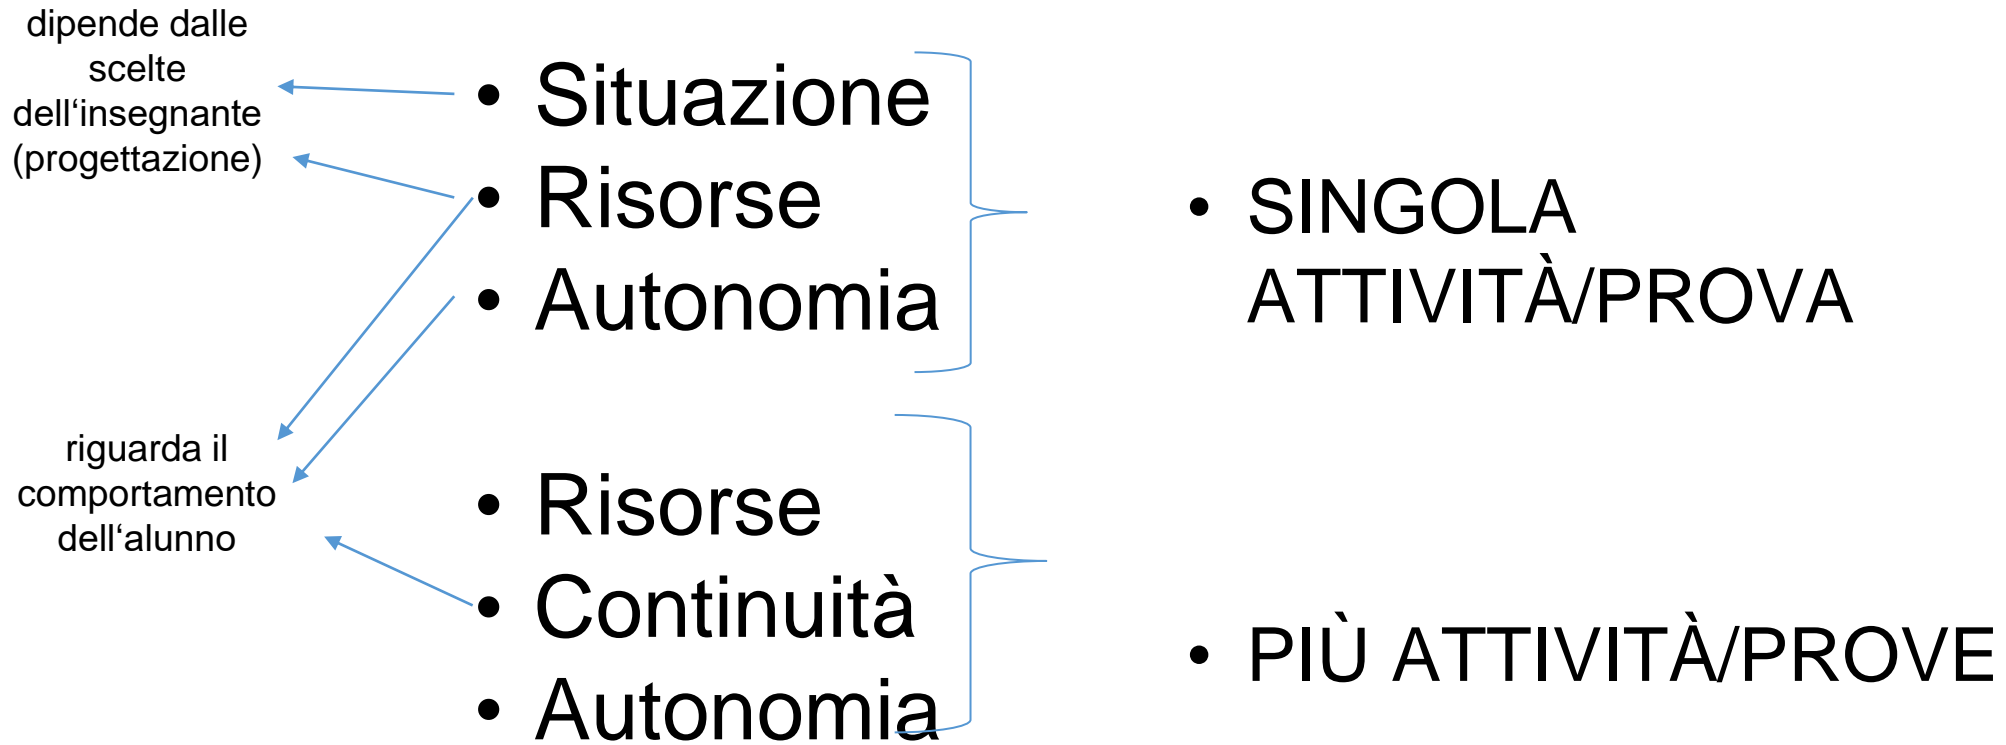 dipende dalle
scelte
dell‘insegnante
(progettazione)
• Situazione
• Risorse
• Autonomia
• SINGOLA
ATTIVITÀ/PROVA
riguarda il
comportamento
dell‘alunno
• Risorse
• Continuità
• Autonomia
• PIÙ ATTIVITÀ/PROVE